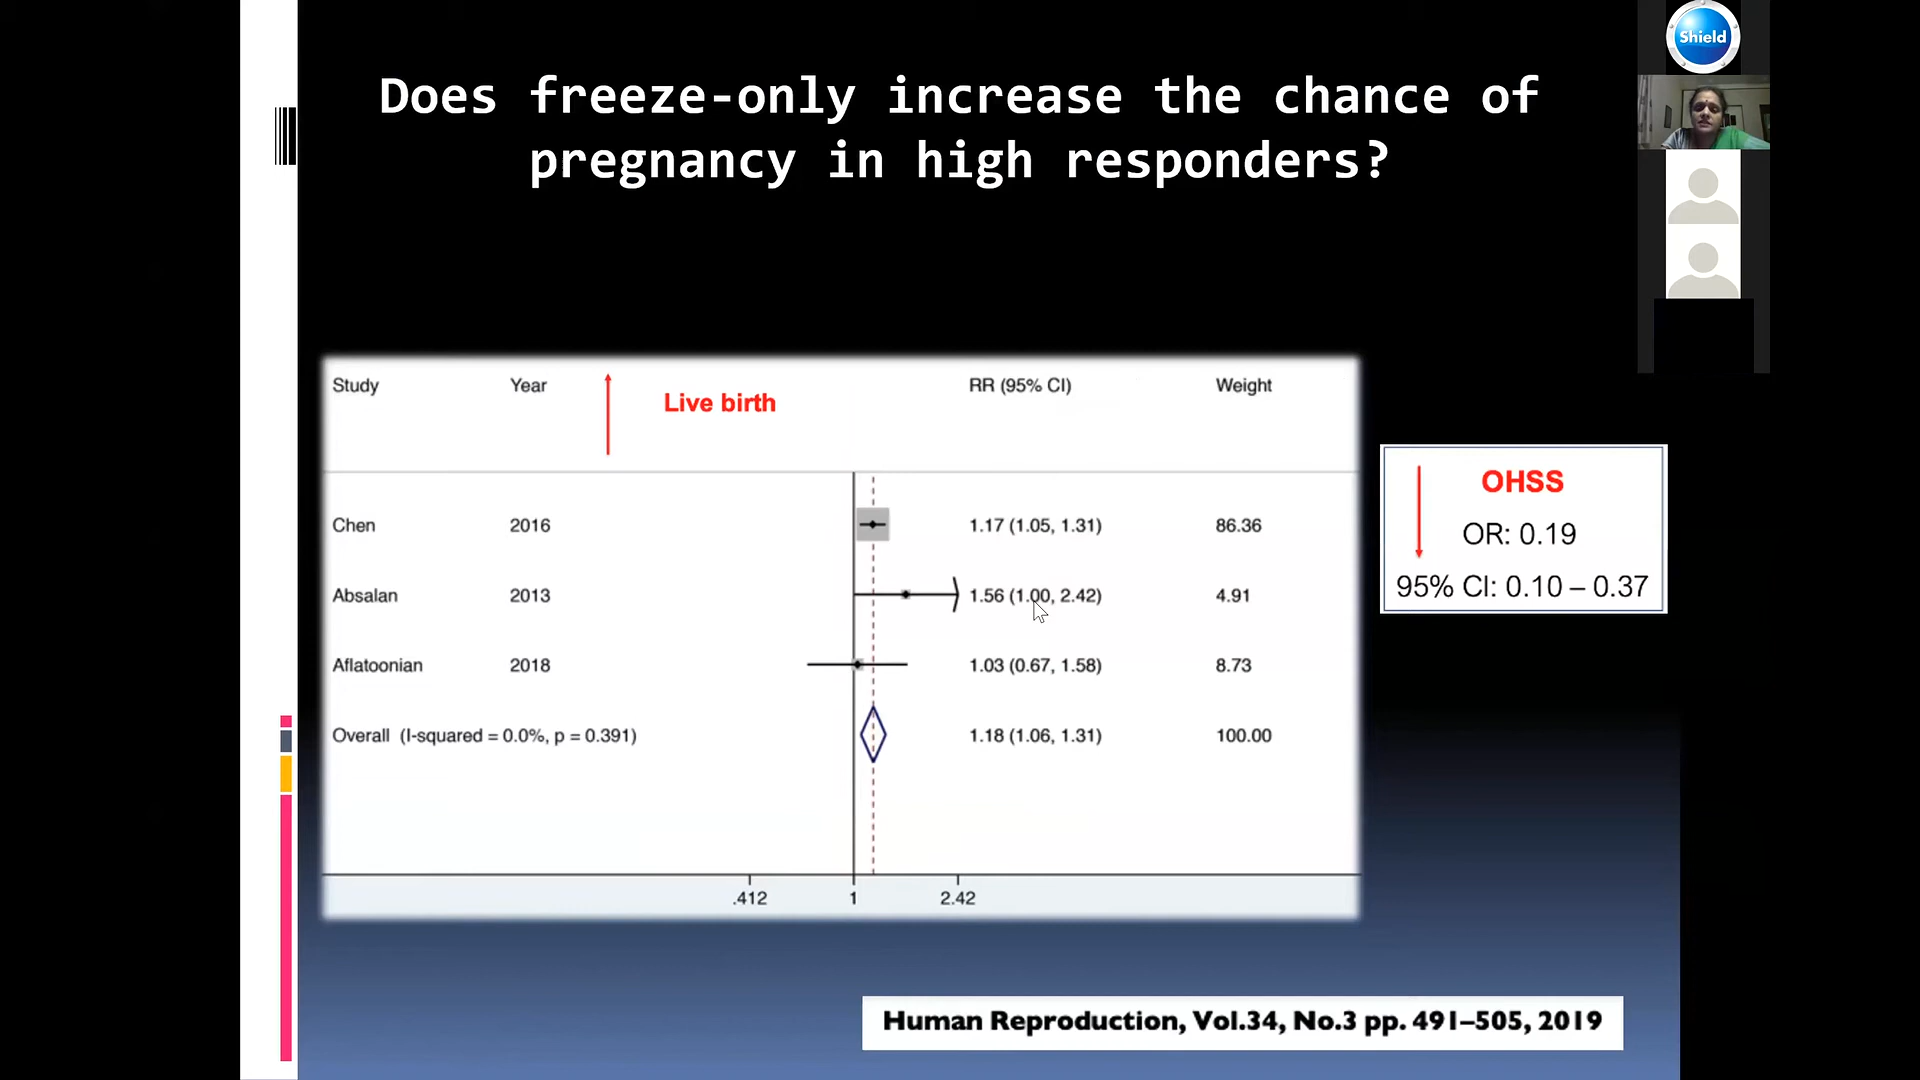 Shield
Does freeze-only increase the chance of
pregnancy in high responders?
Study Year Live birth RR (95% CI) Weight
Chen 2016 1.17 (1.05, 1.31) 86.36
Absalan 2013 1.56 (1.00, 2.42) 4.91
Aflatoonian 2018 1.03 (0.67, 1.58) 8.73
Overall (I-squared = 0.0%, p = 0.391) 1.18 (1.06, 1.31) 100.00
.412 1 2.42
OHSS
OR: 0.19
95% CI: 0.10 – 0.37
Human Reproduction, Vol.34, No.3 pp. 491–505, 2019